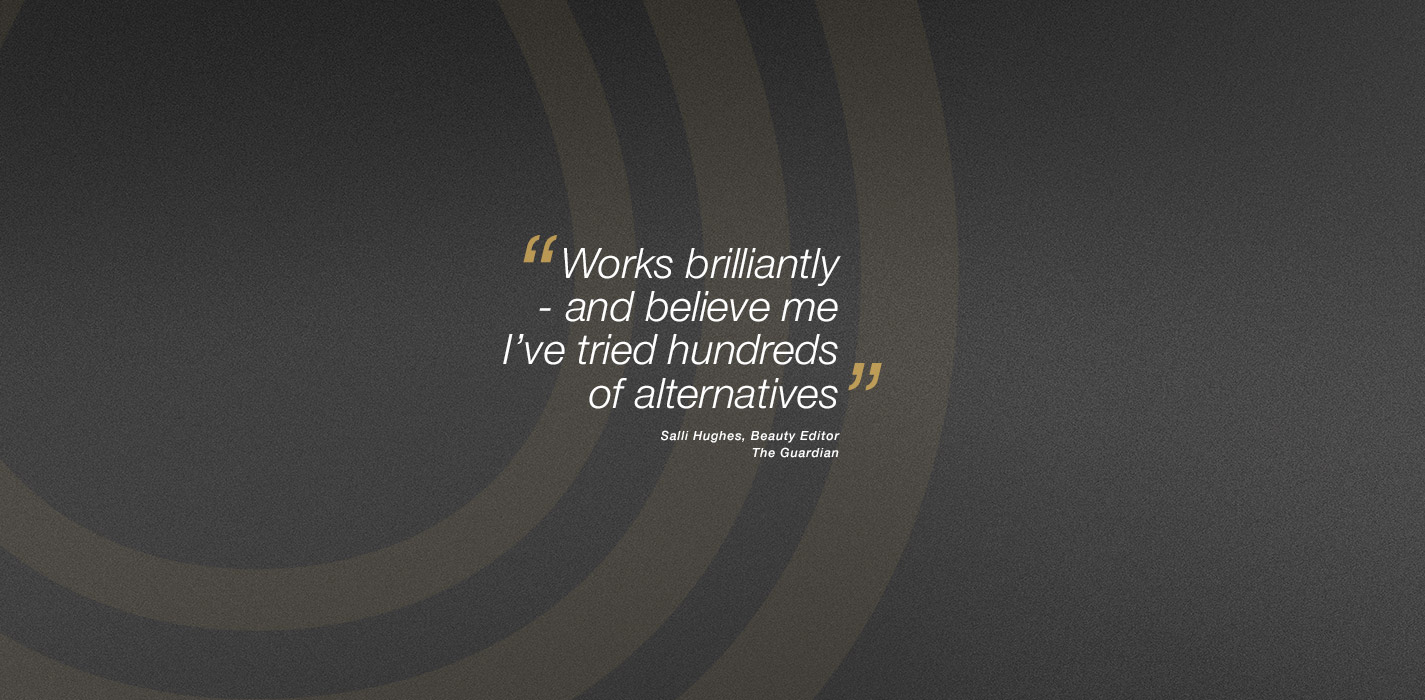 “Works brilliantly
- and believe me
I’ve tried hundreds
of alternatives”
Salli Hughes, Beauty Editor
The Guardian